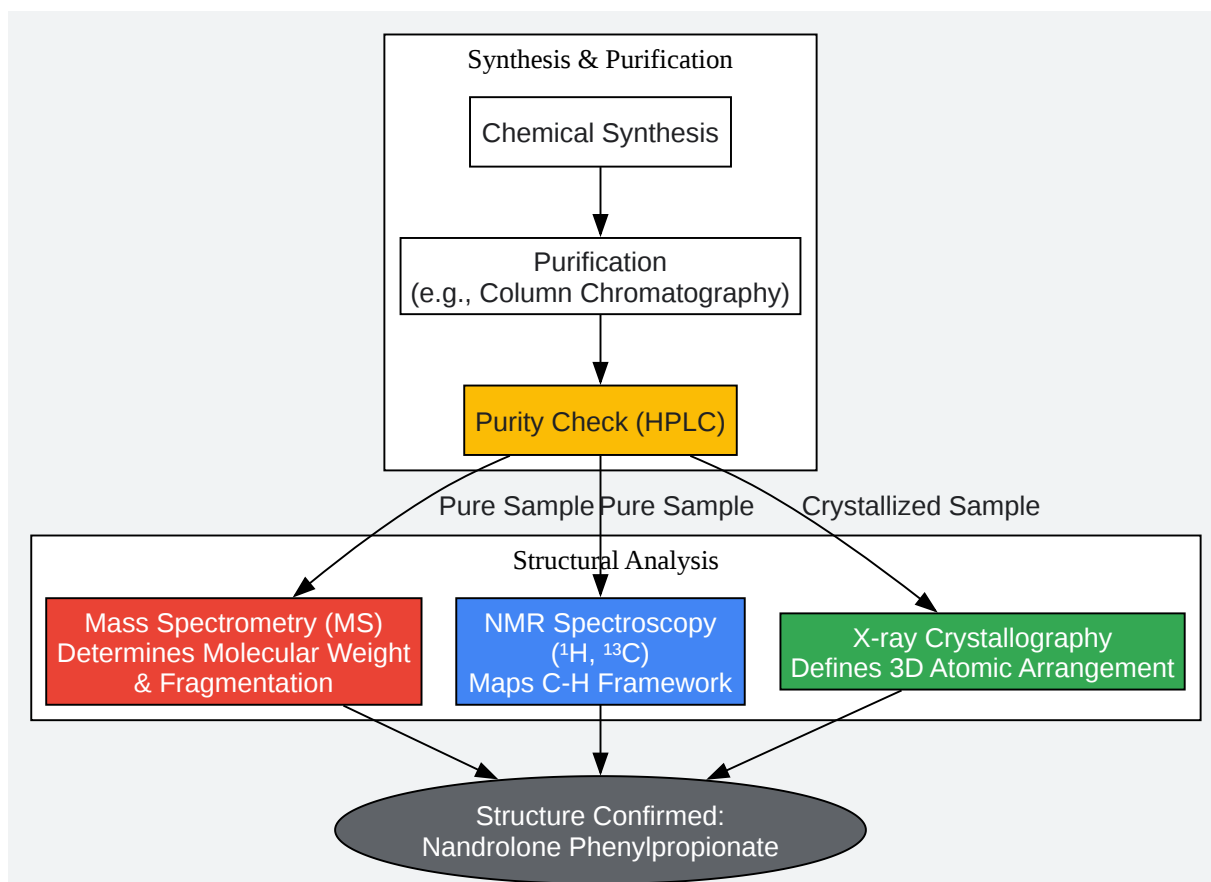 Synthesis & Purification
Chemical Synthesis
Purification
(e.g., Column Chromatography)
Purity Check (HPLC)
Pure Sample
Pure Sample
Crystallized Sample
Structural Analysis
Mass Spectrometry (MS)
Determines Molecular Weight
& Fragmentation
NMR Spectroscopy
(¹H, ¹³C)
Maps C-H Framework
X-ray Crystallography
Defines 3D Atomic Arrangement
Structure Confirmed:
Nandrolone Phenylpropionate